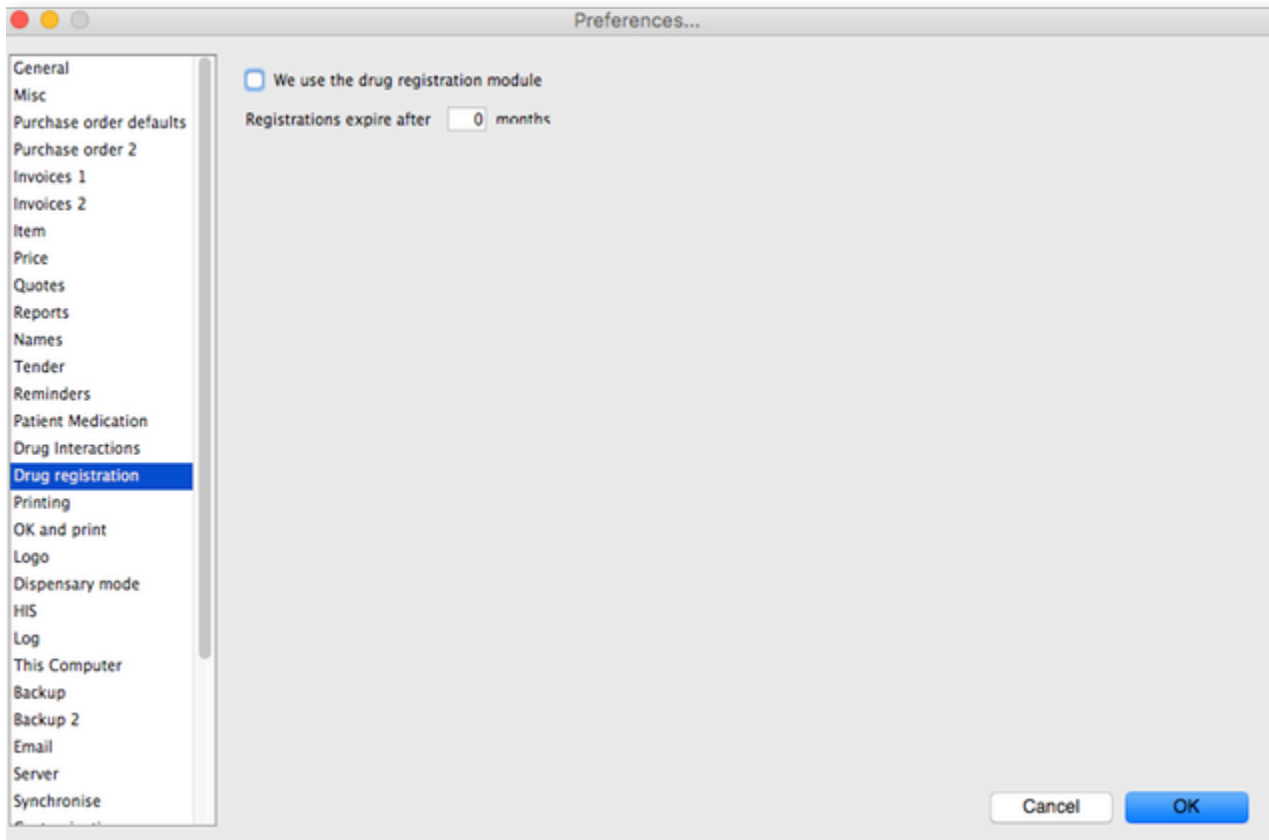 Preferences...
General
Misc
Purchase order defaults
Purchase order 2
Invoices 1
Invoices 2
Item
Price
Quotes
Reports
Names
Tender
Reminders
Patient Medication
Drug Interactions
Drug registration
Printing
OK and print
Logo
Dispensary mode
HIS
Log
This Computer
Backup
Backup 2
Email
Server
Synchronise
We use the drug registration module
Registrations expire after 0 months
Cancel OK